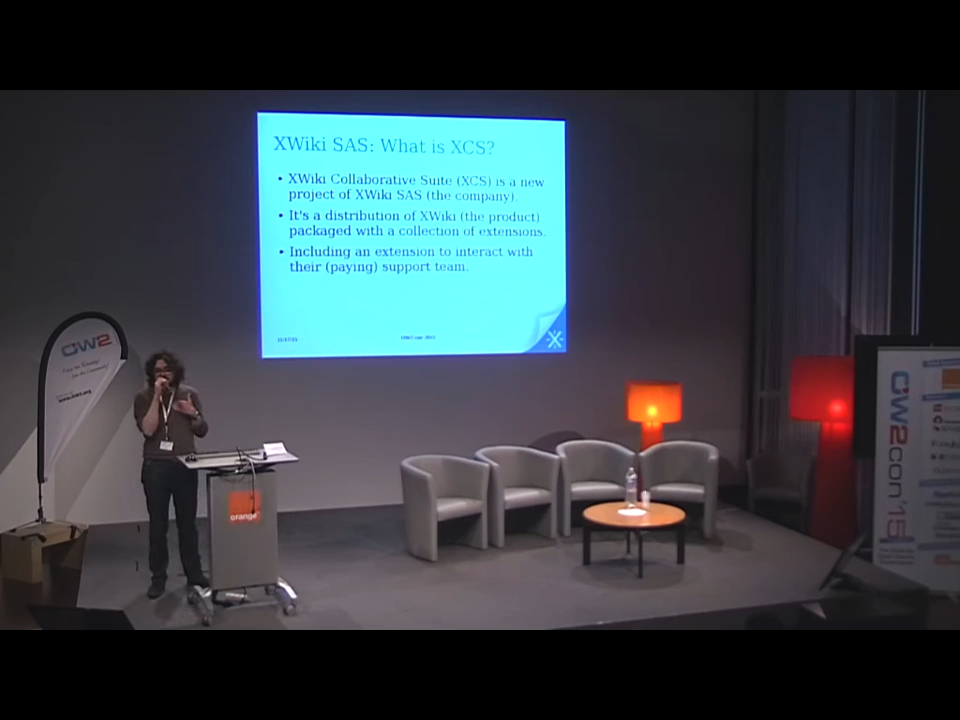 XWiki SAS: What is XCS?
• XWiki Collaborative Suite (XCS) is a new
project of XWiki SAS (the company).
• It's a distribution of XWiki (the product)
packaged with a collection of extensions.
• Including an extension to interact with
their (paying) support team.
OW2
www.ow2.org
orange
OW2con'15